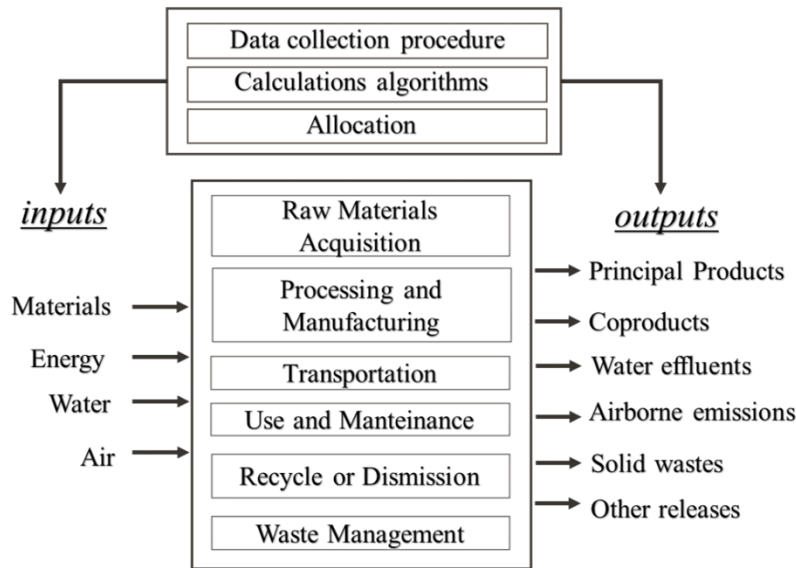 Data collection procedure
Calculations algorithms
Allocation
inputs
outputs
Raw Materials
Acquisition
Processing and
Manufacturing
Transportation
Use and Manteinance
Recycle or Dismission
Waste Management
Materials
Energy
Water
Air
Principal Products
Coproducts
Water effluents
Airborne emissions
Solid wastes
Other releases